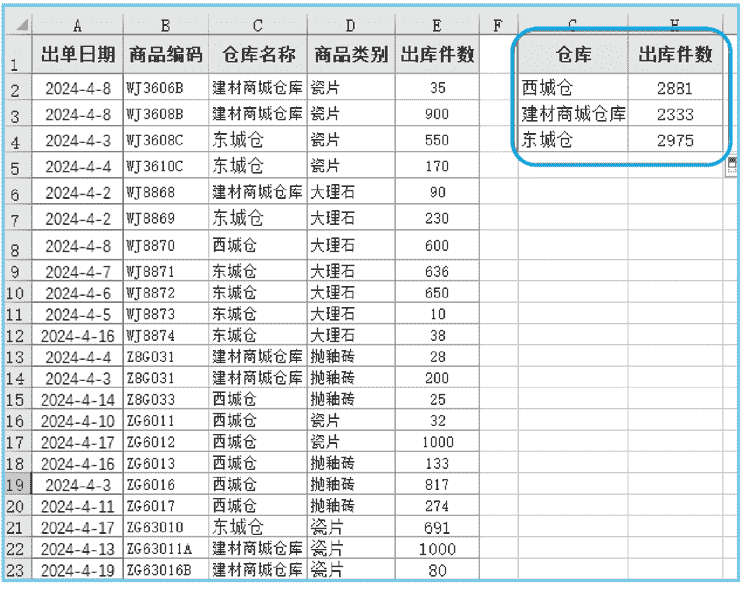 A B C D E F G H
1 出单日期 商品编码 仓库名称 商品类别 出库件数 仓库 出库件数
2 2024-4-8 WJ3606B 建材商城仓库 瓷片 35 西城仓 2881
3 2024-4-8 WJ3608B 建材商城仓库 瓷片 900 建材商城仓库 2333
4 2024-4-3 WJ3608C 东城仓 瓷片 550 东城仓 2975
5 2024-4-4 WJ3610C 东城仓 瓷片 170
6 2024-4-2 WJ8868 建材商城仓库 大理石 90
7 2024-4-2 WJ8869 东城仓 大理石 230
8 2024-4-8 WJ8870 西城仓 大理石 600
9 2024-4-7 WJ8871 东城仓 大理石 636
10 2024-4-6 WJ8872 东城仓 大理石 650
11 2024-4-5 WJ8873 东城仓 大理石 10
12 2024-4-16 WJ8874 东城仓 大理石 38
13 2024-4-4 Z8G031 建材商城仓库 抛釉砖 28
14 2024-4-3 Z8G031 建材商城仓库 抛釉砖 200
15 2024-4-14 Z8G033 西城仓 抛釉砖 25
16 2024-4-10 ZG6011 西城仓 瓷片 32
17 2024-4-17 ZG6012 西城仓 瓷片 1000
18 2024-4-16 ZG6013 西城仓 抛釉砖 133
19 2024-4-3 ZG6016 西城仓 抛釉砖 817
20 2024-4-11 ZG6017 西城仓 抛釉砖 274
21 2024-4-17 ZG63010 东城仓 瓷片 691
22 2024-4-13 ZG63011A 建材商城仓库 瓷片 1000
23 2024-4-19 ZG63016B 建材商城仓库 瓷片 80